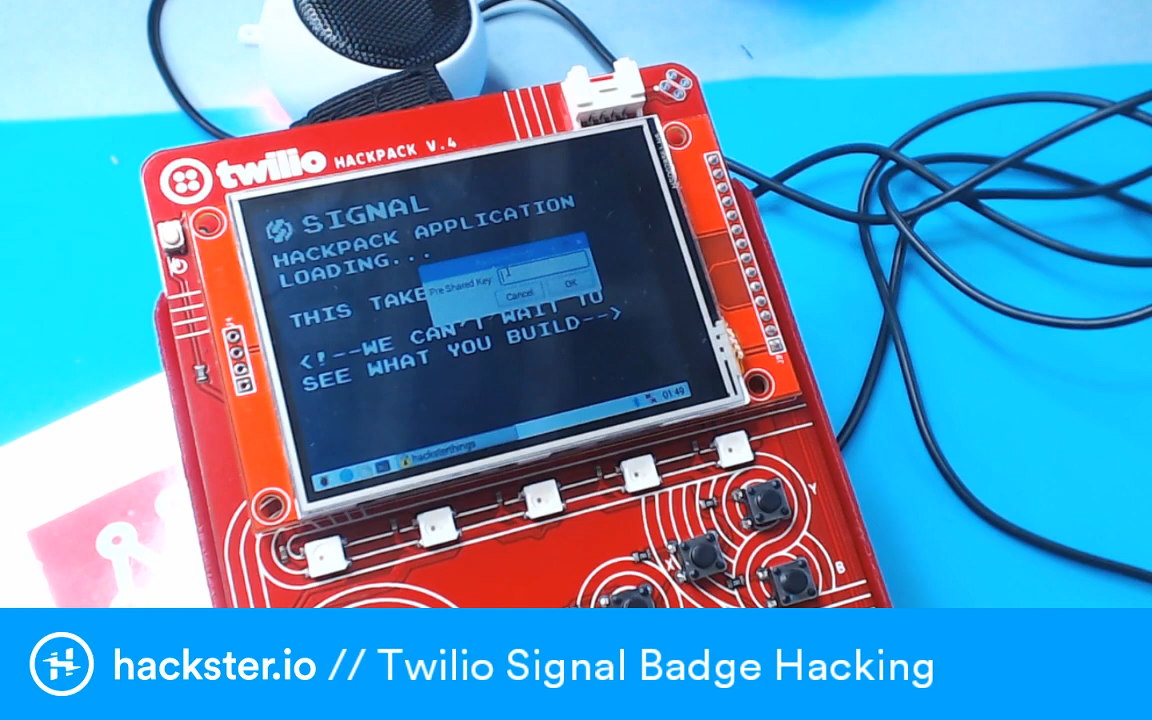 twilio HACKPACK V.4
SIGNAL
HACKPACK APPLICATION
LOADING...
Pre Shared Key
Cancel OK
THIS TAKE
TO
<!--WE CAN'T WAIT
SEE WHAT YOU BUILD-->
hacksterthings
01:49
Y
X
B
hackster.io // Twilio Signal Badge Hacking